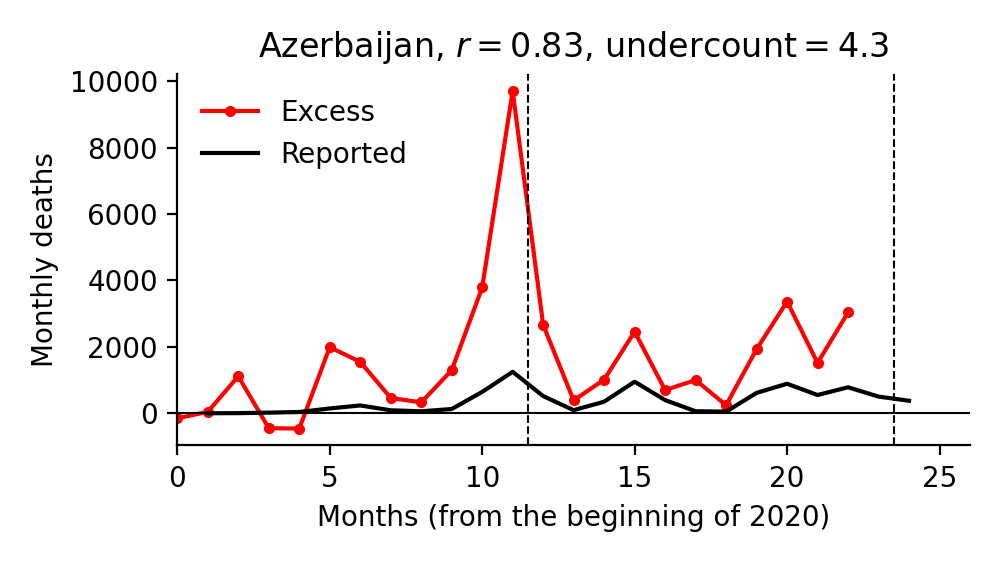 Azerbaijan, r = 0.83, undercount = 4.3
10000
8000
6000
4000
2000
0
Monthly deaths
Excess
Reported
0 5 10 15 20 25
Months (from the beginning of 2020)